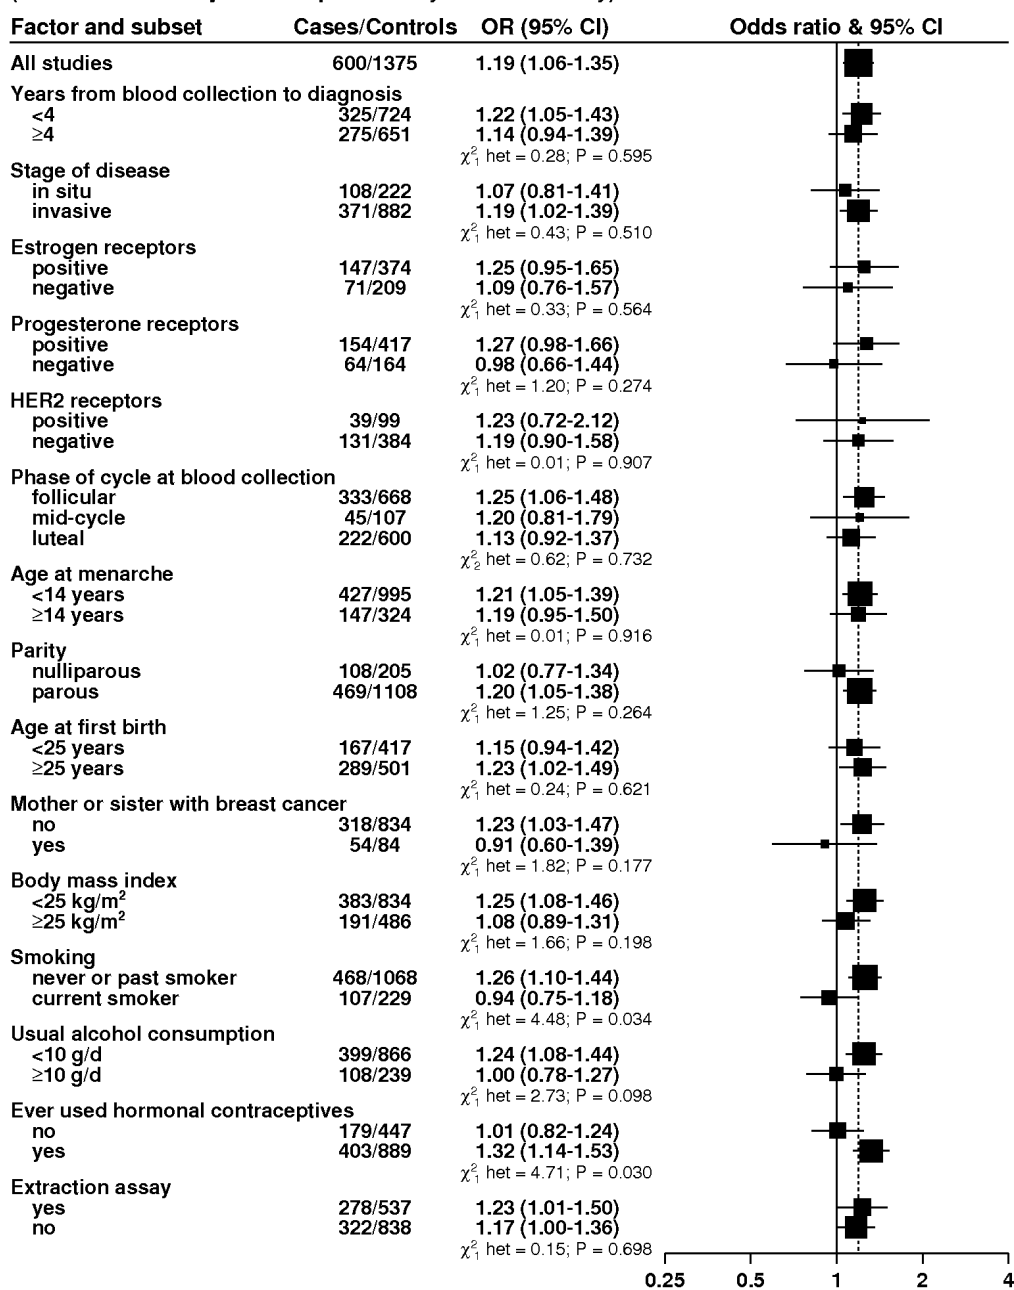 Factor and subset Cases/Controls OR (95% CI) Odds ratio & 95% CI
All studies 600/1375 1.19 (1.06-1.35)
Years from blood collection to diagnosis
<4 325/724 1.22 (1.05-1.43)
≥4 275/651 1.14 (0.94-1.39)
χ²₁ het = 0.28; P = 0.595
Stage of disease
in situ 108/222 1.07 (0.81-1.41)
invasive 371/882 1.19 (1.02-1.39)
χ²₁ het = 0.43; P = 0.510
Estrogen receptors
positive 147/374 1.25 (0.95-1.65)
negative 71/209 1.09 (0.76-1.57)
χ²₁ het = 0.33; P = 0.564
Progesterone receptors
positive 154/417 1.27 (0.98-1.66)
negative 64/164 0.98 (0.66-1.44)
χ²₁ het = 1.20; P = 0.274
HER2 receptors
positive 39/99 1.23 (0.72-2.12)
negative 131/384 1.19 (0.90-1.58)
χ²₁ het = 0.01; P = 0.907
Phase of cycle at blood collection
follicular 333/668 1.25 (1.06-1.48)
mid-cycle 45/107 1.20 (0.81-1.79)
luteal 222/600 1.13 (0.92-1.37)
χ²₂ het = 0.62; P = 0.732
Age at menarche
<14 years 427/995 1.21 (1.05-1.39)
≥14 years 147/324 1.19 (0.95-1.50)
χ²₁ het = 0.01; P = 0.916
Parity
nulliparous 108/205 1.02 (0.77-1.34)
parous 469/1108 1.20 (1.05-1.38)
χ²₁ het = 1.25; P = 0.264
Age at first birth
<25 years 167/417 1.15 (0.94-1.42)
≥25 years 289/501 1.23 (1.02-1.49)
χ²₁ het = 0.24; P = 0.621
Mother or sister with breast cancer
no 318/834 1.23 (1.03-1.47)
yes 54/84 0.91 (0.60-1.39)
χ²₁ het = 1.82; P = 0.177
Body mass index
<25 kg/m² 383/834 1.25 (1.08-1.46)
≥25 kg/m² 191/486 1.08 (0.89-1.31)
χ²₁ het = 1.66; P = 0.198
Smoking
never or past smoker 468/1068 1.26 (1.10-1.44)
current smoker 107/229 0.94 (0.75-1.18)
χ²₁ het = 4.48; P = 0.034
Usual alcohol consumption
<10 g/d 399/866 1.24 (1.08-1.44)
≥10 g/d 108/239 1.00 (0.78-1.27)
χ²₁ het = 2.73; P = 0.098
Ever used hormonal contraceptives
no 179/447 1.01 (0.82-1.24)
yes 403/889 1.32 (1.14-1.53)
χ²₁ het = 4.71; P = 0.030
Extraction assay
yes 278/537 1.23 (1.01-1.50)
no 322/838 1.17 (1.00-1.36)
χ²₁ het = 0.15; P = 0.698
0.25 0.5 1 2 4